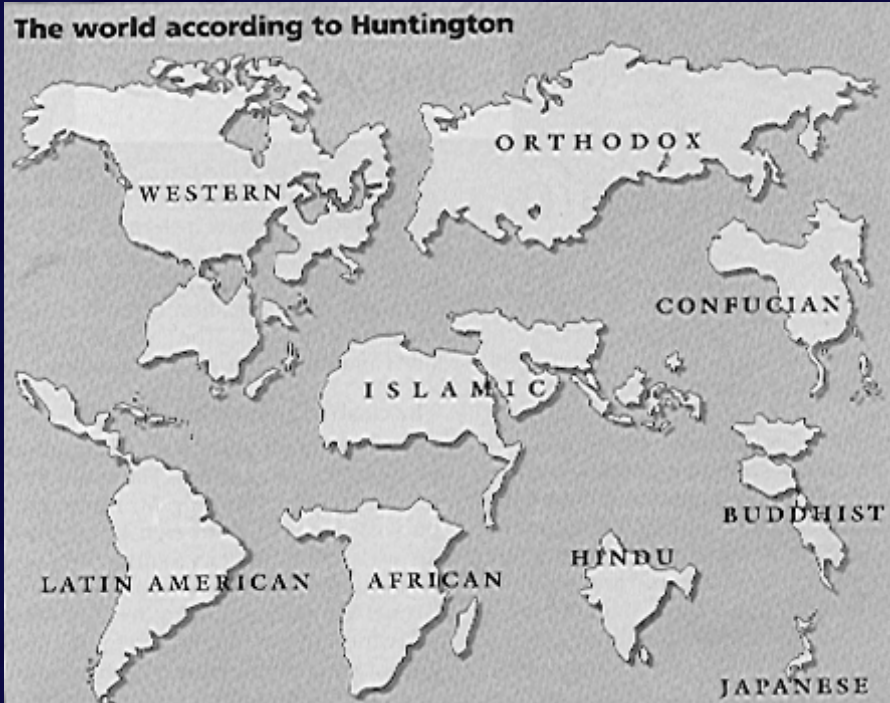 The world according to Huntington
ORTHODOX
WESTERN
CONFUCIAN
ISLAMIC
BUDDHIST
HINDU
LATIN AMERICAN
AFRICAN
JAPANESE